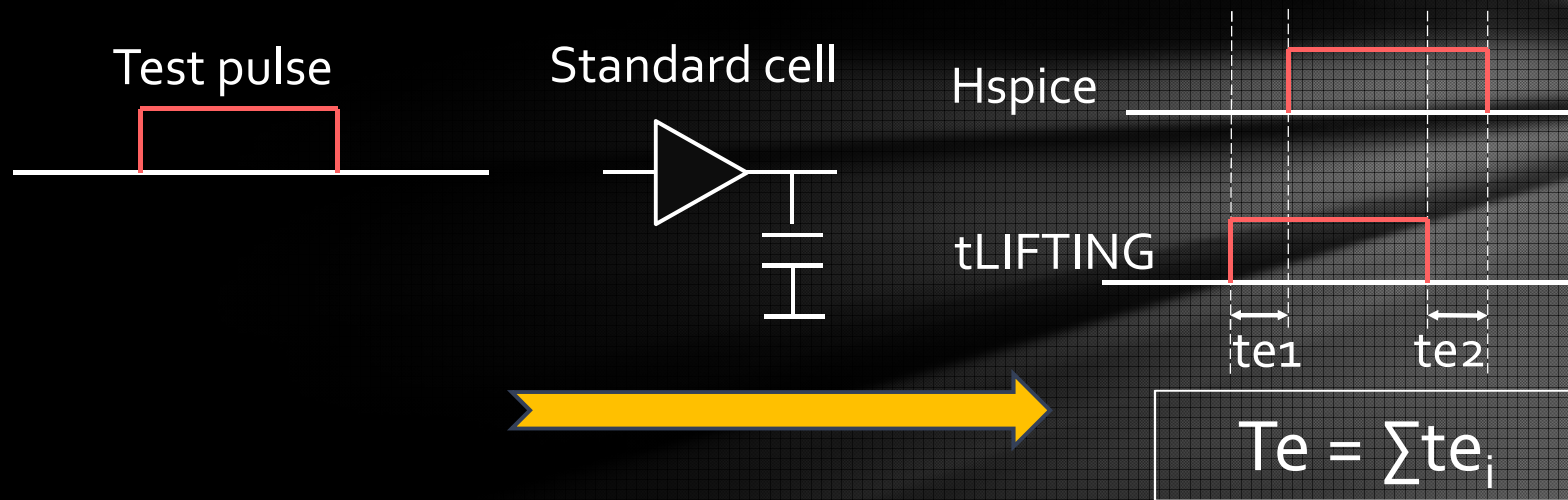 Test pulse
Standard cell
Hspice
tLIFTING
te1
te2
Te = ∑teᵢ